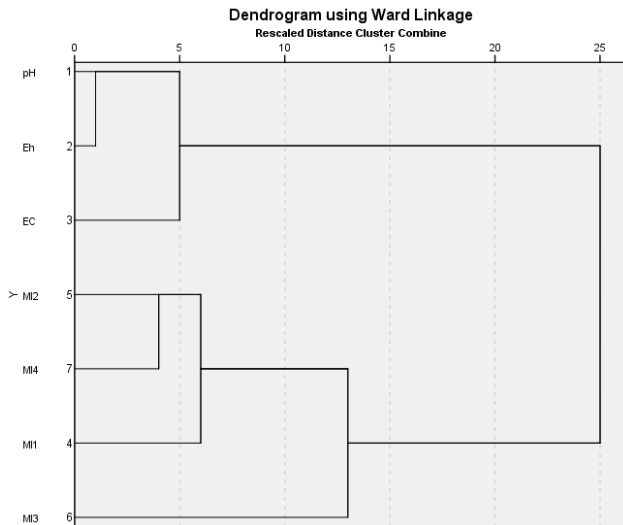 Dendrogram using Ward Linkage
Rescaled Distance Cluster Combine
0 5 10 15 20 25
pH 1
Eh 2
EC 3
Y
MI2 5
MI4 7
MI1 4
MI3 6